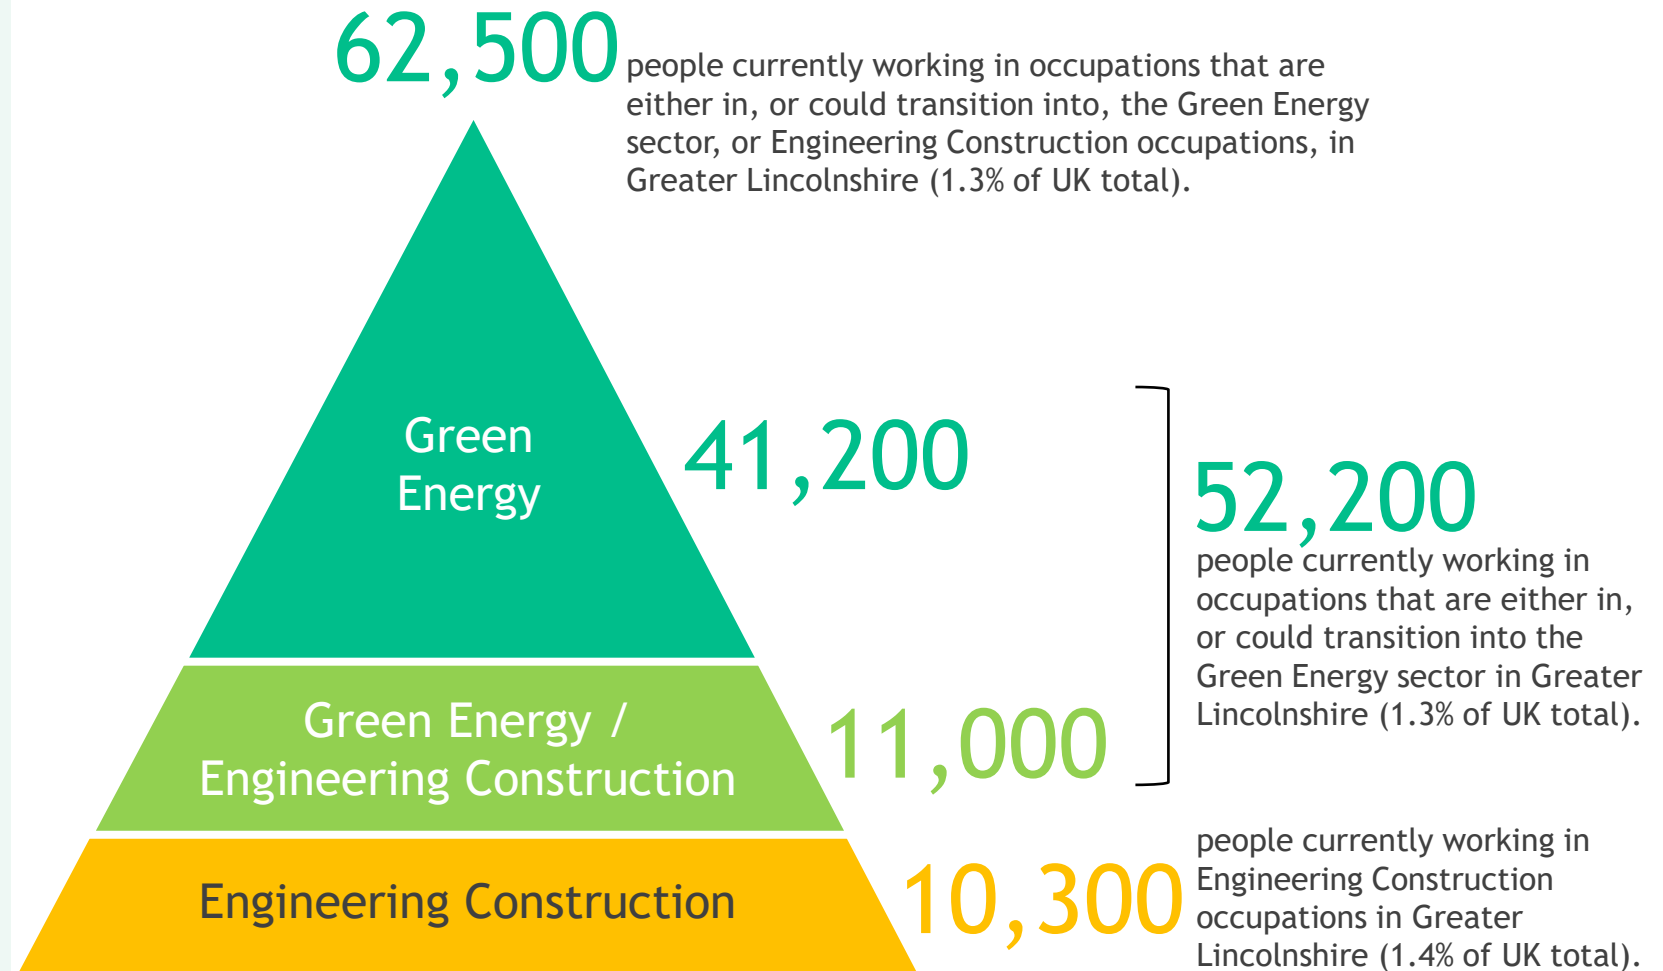 62,500
people currently working in occupations that are
either in, or could transition into, the Green Energy
sector, or Engineering Construction occupations, in
Greater Lincolnshire (1.3% of UK total).
Green
Energy
41,200
52,200
people currently working in
occupations that are either in,
or could transition into the
Green Energy sector in Greater
Lincolnshire (1.3% of UK total).
Green Energy /
Engineering Construction
11,000
Engineering Construction
10,300
people currently working in
Engineering Construction
occupations in Greater
Lincolnshire (1.4% of UK total).